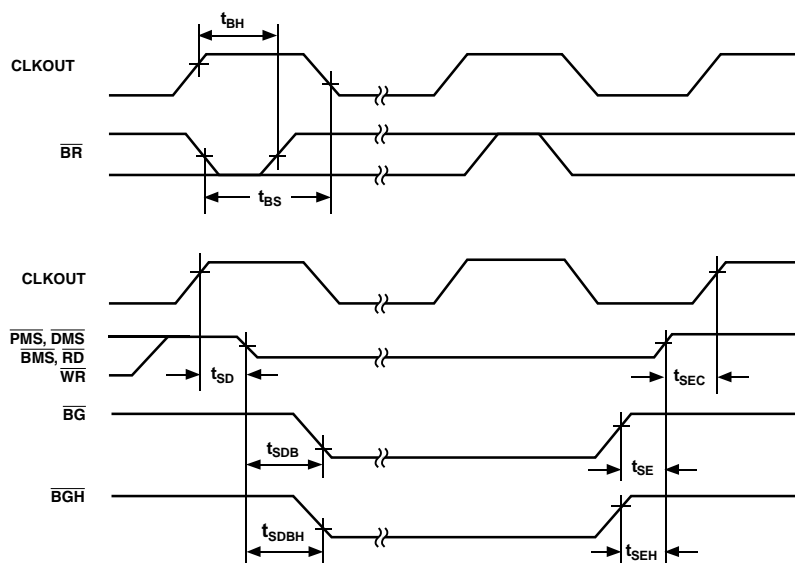 tBH
CLKOUT
BR
tBS
CLKOUT
PMS, DMS
BMS, RD
WR
tSD
tSEC
BG
tSDB
tSE
BGH
tSDBH
tSEH